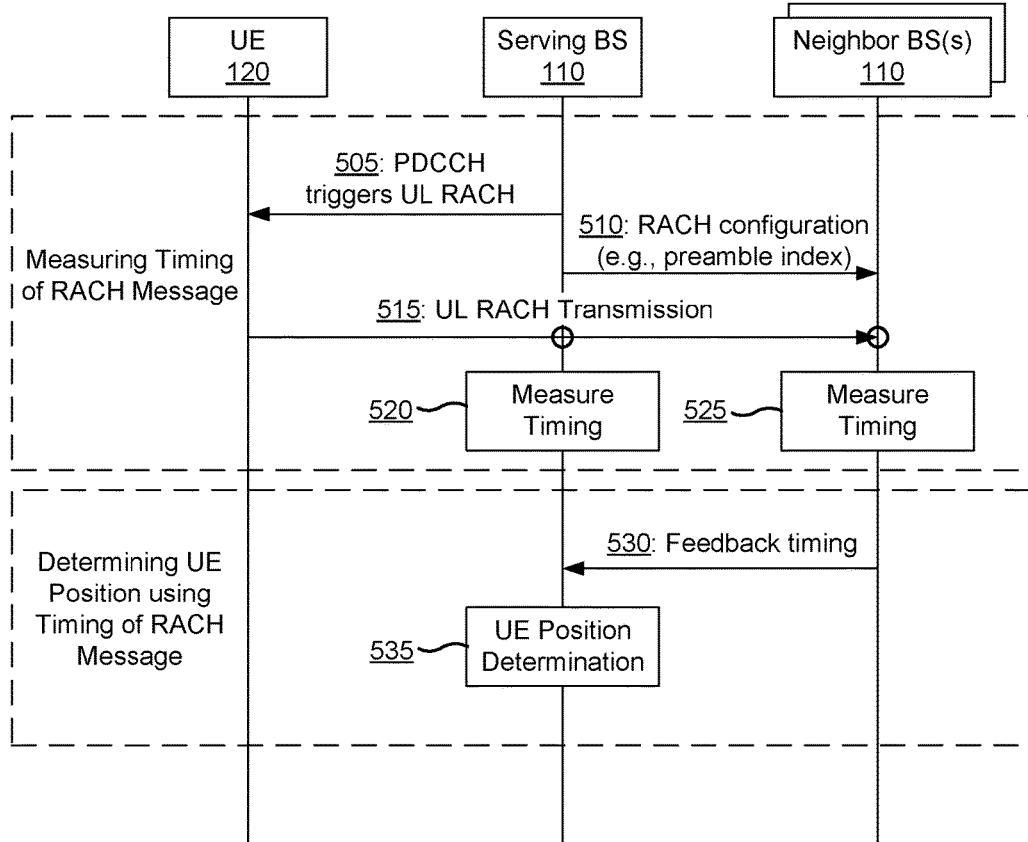 UE
120
Serving BS
110
Neighbor BS(s)
110
505: PDCCH
triggers UL RACH
510: RACH configuration
(e.g., preamble index)
Measuring Timing
of RACH Message
515: UL RACH Transmission
520
Measure
Timing
525
Measure
Timing
530: Feedback timing
Determining UE
Position using
Timing of RACH
Message
535
UE Position
Determination